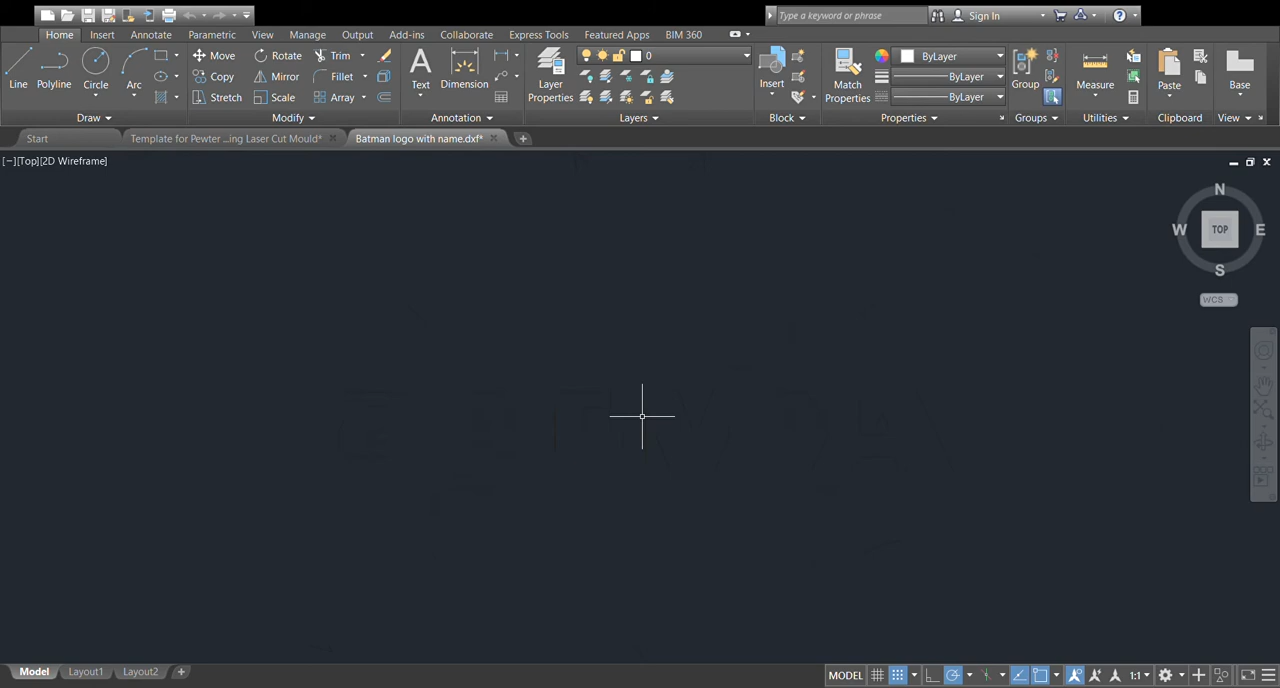 Type a keyword or phrase
Sign In
Home Insert Annotate Parametric View Manage Output Add-ins Collaborate Express Tools Featured Apps BIM 360
Line Polyline Circle Arc
Move Rotate Trim
Copy Mirror Fillet
Stretch Scale Array
Text Dimension
Layer Properties
0
Insert
Match Properties
ByLayer
ByLayer
ByLayer
Group
Measure
Paste
Base
Draw Modify Annotation Layers Block Properties Groups Utilities Clipboard View
Start Template for Pewter ...ing Laser Cut Mould* Batman logo with name.dxf*
[−][Top][2D Wireframe]
N
W TOP E
S
WCS
Model Layout1 Layout2 +
MODEL 1:1